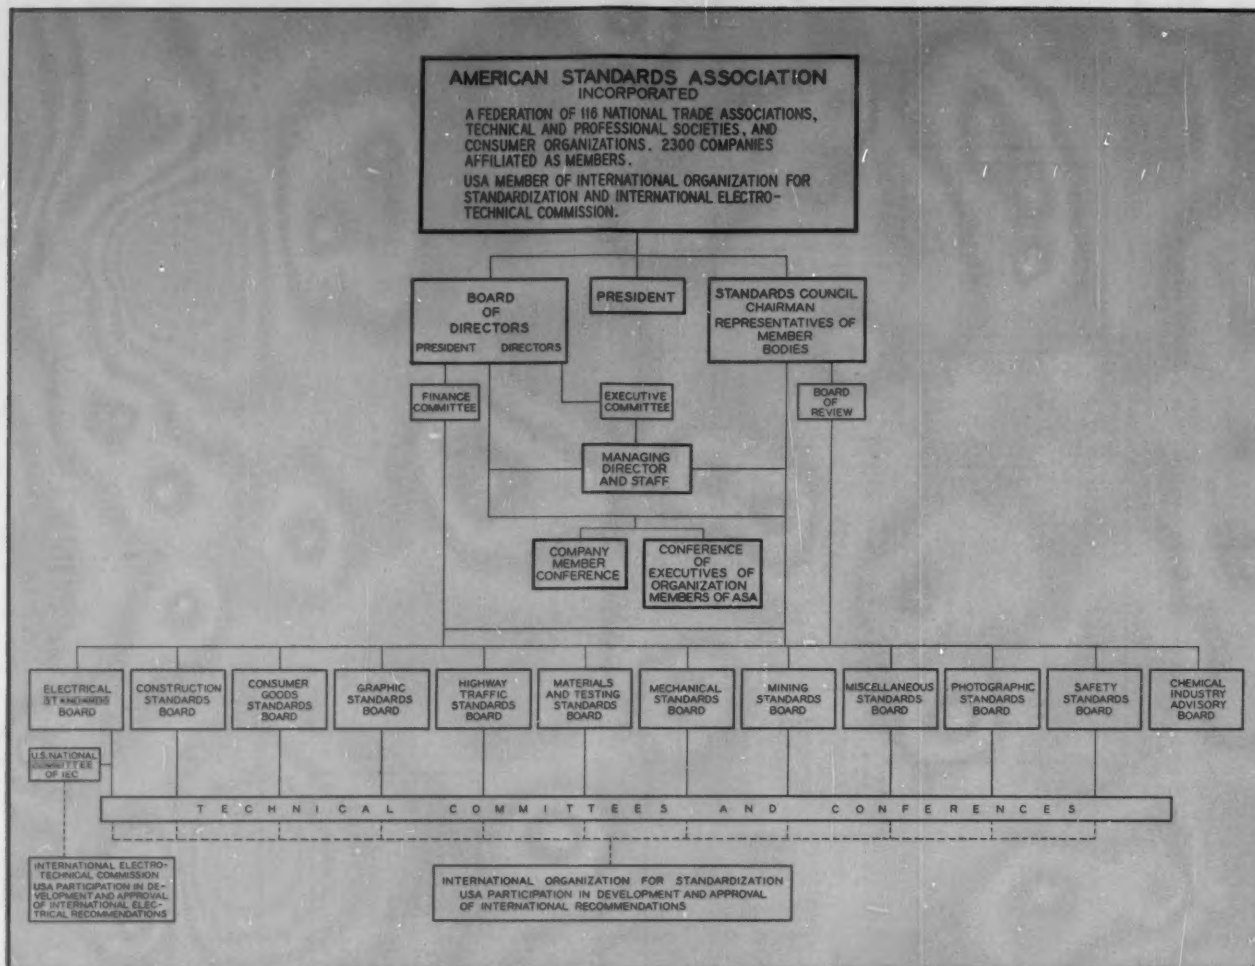 AMERICAN STANDARDS ASSOCIATION
INCORPORATED
A FEDERATION OF 116 NATIONAL TRADE ASSOCIATIONS,
TECHNICAL AND PROFESSIONAL SOCIETIES, AND
CONSUMER ORGANIZATIONS. 2300 COMPANIES
AFFILIATED AS MEMBERS.
USA MEMBER OF INTERNATIONAL ORGANIZATION FOR
STANDARDIZATION AND INTERNATIONAL ELECTRO-
TECHNICAL COMMISSION.
BOARD
OF
DIRECTORS
PRESIDENT DIRECTORS
PRESIDENT
STANDARDS COUNCIL
CHAIRMAN
REPRESENTATIVES OF
MEMBER
BODIES
FINANCE
COMMITTEE
EXECUTIVE
COMMITTEE
BOARD
OF
REVIEW
MANAGING
DIRECTOR
AND STAFF
COMPANY
MEMBER
CONFERENCE
CONFERENCE
OF
EXECUTIVES OF
ORGANIZATION
MEMBERS OF ASA
ELECTRICAL
STANDARDS
BOARD
CONSTRUCTION
STANDARDS
BOARD
CONSUMER
GOODS
STANDARDS
BOARD
GRAPHIC
STANDARDS
BOARD
HIGHWAY
TRAFFIC
STANDARDS
BOARD
MATERIALS
AND TESTING
STANDARDS
BOARD
MECHANICAL
STANDARDS
BOARD
MINING
STANDARDS
BOARD
MISCELLANEOUS
STANDARDS
BOARD
PHOTOGRAPHIC
STANDARDS
BOARD
SAFETY
STANDARDS
BOARD
CHEMICAL
INDUSTRY
ADVISORY
BOARD
U.S. NATIONAL
COMMITTEE
OF IEC
TECHNICAL COMMITTEES AND CONFERENCES
INTERNATIONAL ELECTRO-
TECHNICAL COMMISSION
USA PARTICIPATION IN DE-
VELOPMENT AND APPROVAL
OF INTERNATIONAL ELEC-
TRICAL RECOMMENDATIONS
INTERNATIONAL ORGANIZATION FOR STANDARDIZATION
USA PARTICIPATION IN DEVELOPMENT AND APPROVAL
OF INTERNATIONAL RECOMMENDATIONS